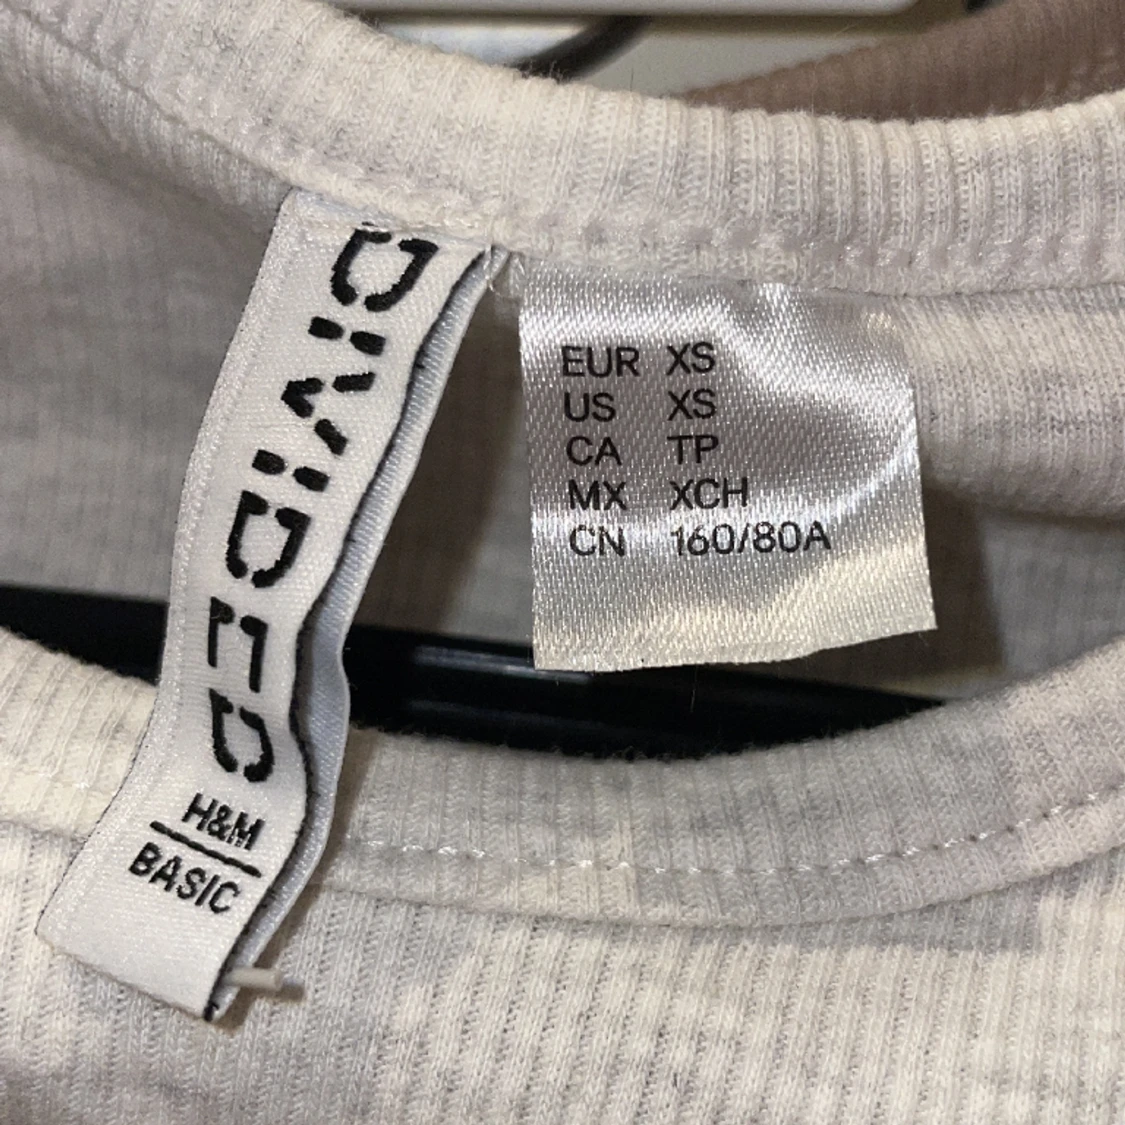 DIVIDED
H&M
BASIC
EUR XS
US XS
CA TP
MX XCH
CN 160/80A